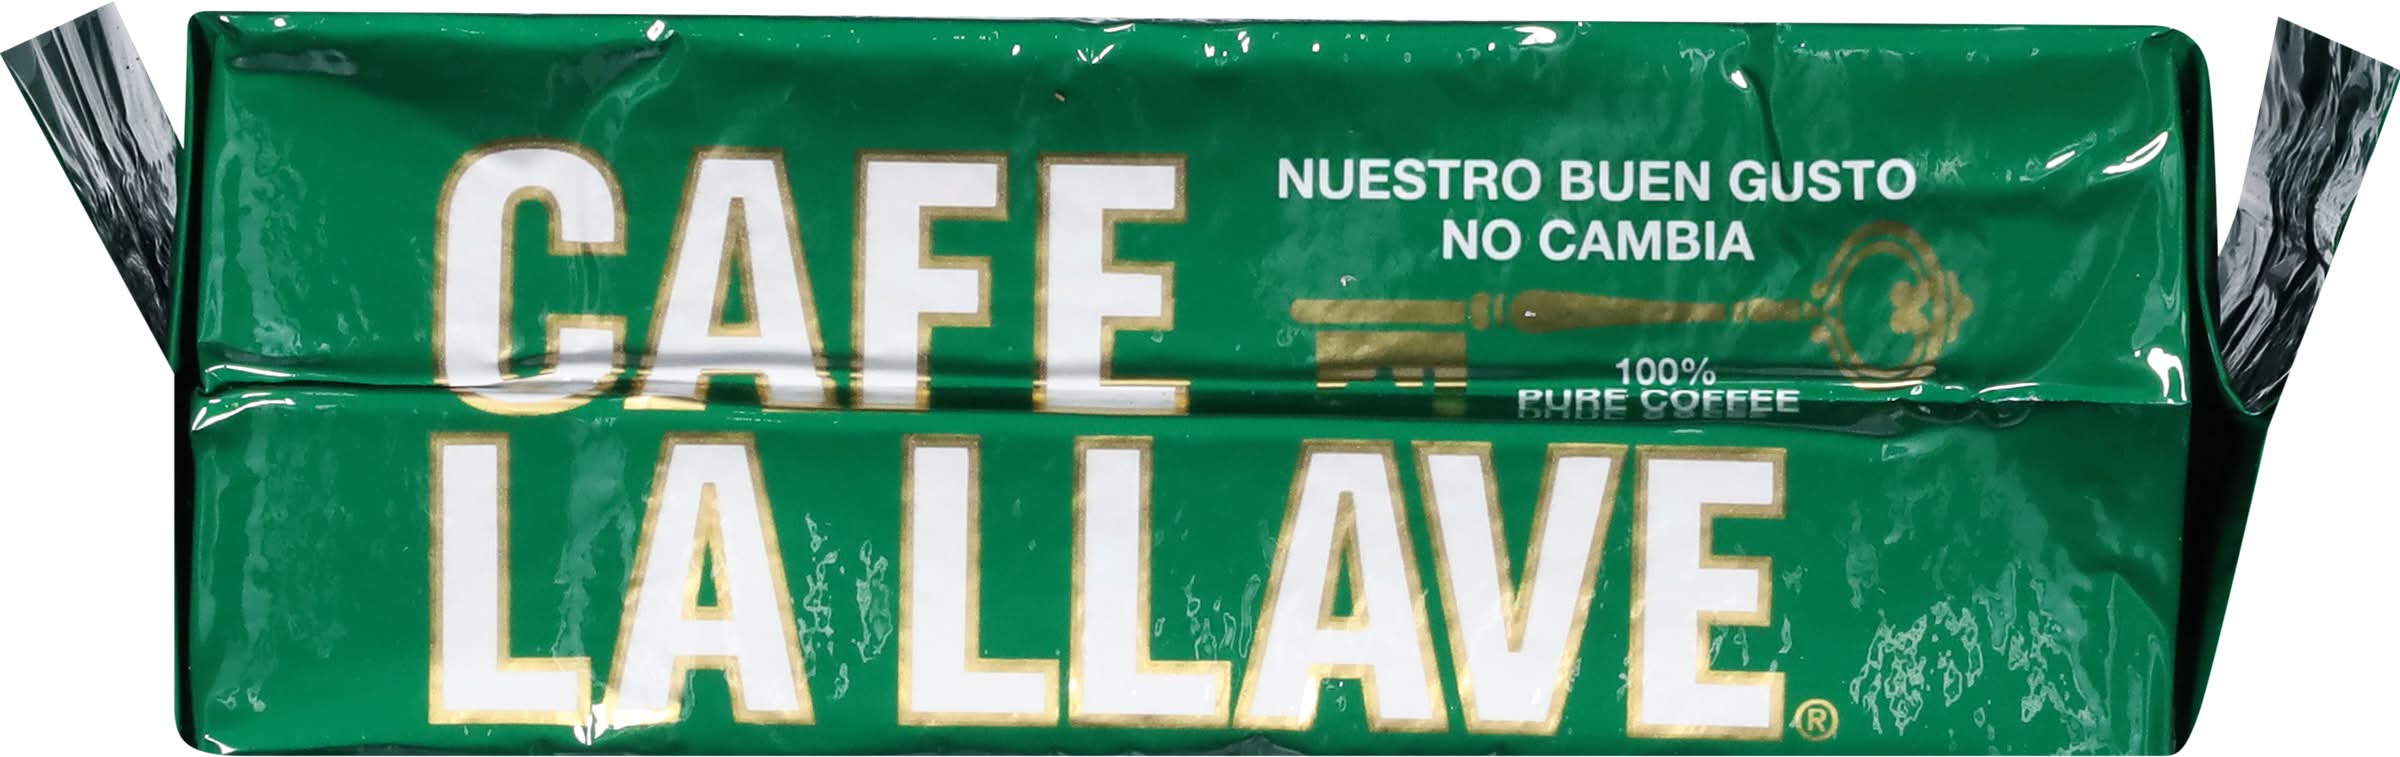 CAFE
LA LLAVE®
NUESTRO BUEN GUSTO
NO CAMBIA
100%
PURE COFFEE